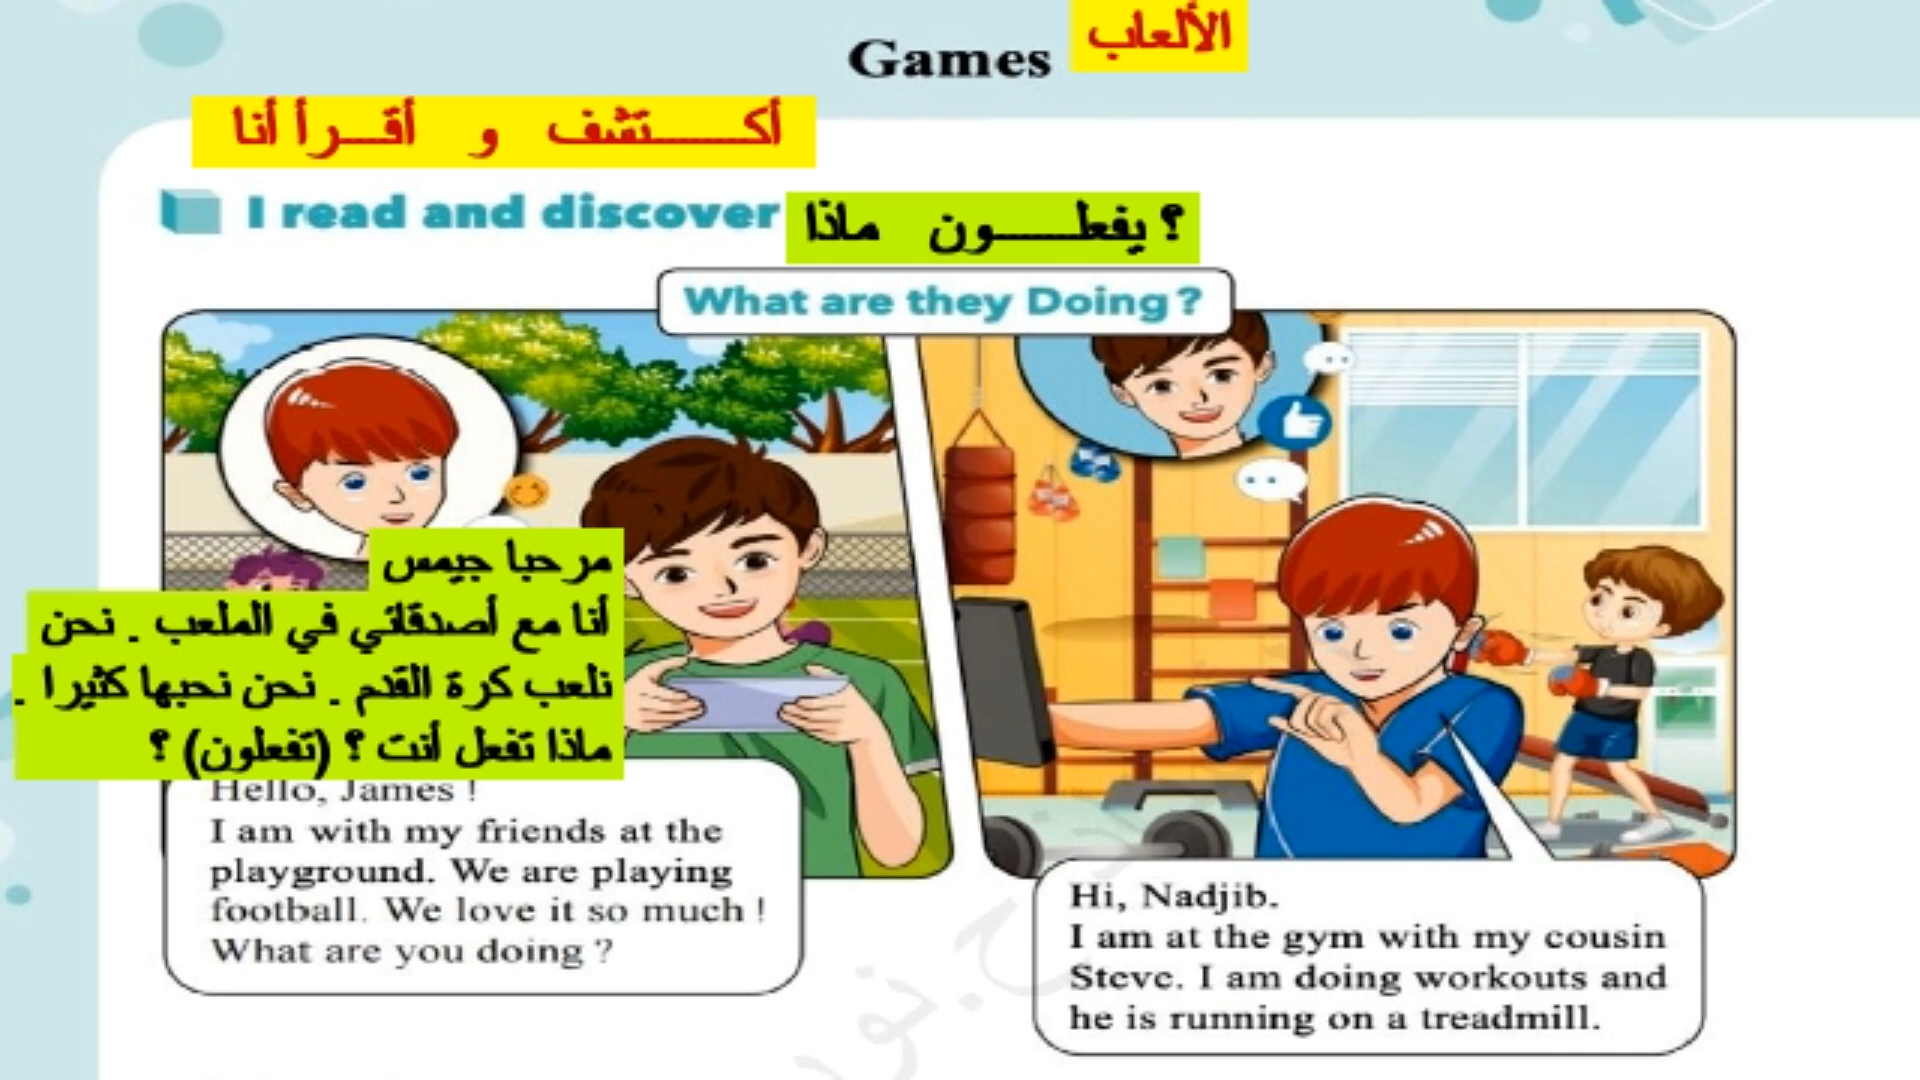 Games الألعاب
أكـــــتشف و أقــرأ أنا
I read and discover
؟ يفعلـــــون ماذا
What are they Doing ?
مرحبا جيمس
أنا مع أصدقائي في الملعب . نحن
نلعب كرة القدم . نحن نحبها كثيرا .
ماذا تفعل أنت ؟ (تفعلون) ؟
Hello, James !
I am with my friends at the
playground. We are playing
football. We love it so much !
What are you doing ?
Hi, Nadjib.
I am at the gym with my cousin
Steve. I am doing workouts and
he is running on a treadmill.